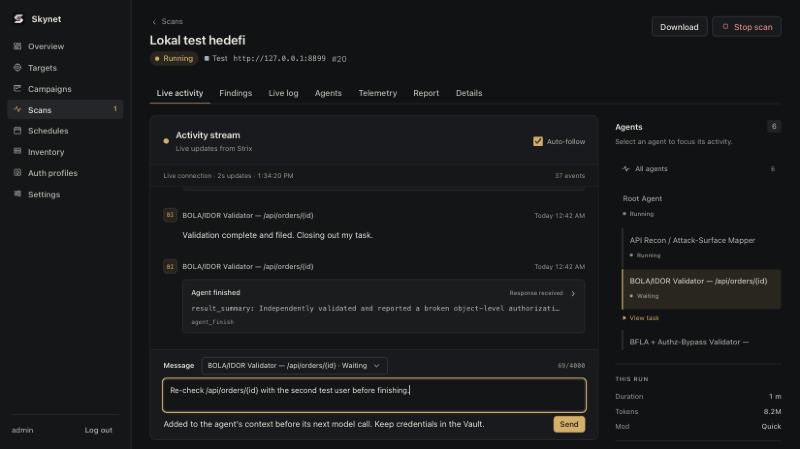 Skynet
Overview
Targets
Campaigns
Scans 1
Schedules
Inventory
Auth profiles
Settings
admin Log out
Scans
Lokal test hedefi
Running Test http://127.0.0.1:8899 #20
Download Stop scan
Live activity Findings Live log Agents Telemetry Report Details
Activity stream
Live updates from Strix
Auto-follow
Live connection · 2s updates · 1:34:20 PM 37 events
BI BOLA/IDOR Validator — /api/orders/{id} Today 12:42 AM
Validation complete and filed. Closing out my task.
BI BOLA/IDOR Validator — /api/orders/{id} Today 12:42 AM
Agent finished Response received
result_summary: Independently validated and reported a broken object-level authorizati…
agent_finish
Message BOLA/IDOR Validator — /api/orders/{id} · Waiting 69/4000
Re-check /api/orders/{id} with the second test user before finishing.
Added to the agent's context before its next model call. Keep credentials in the Vault.
Send
Agents 6
Select an agent to focus its activity.
All agents 6
Root Agent
Running
API Recon / Attack-Surface Mapper
Running
BOLA/IDOR Validator — /api/orders/{id}
Waiting
View task
BFLA + Authz-Bypass Validator —
THIS RUN
Duration 1 m
Tokens 8.2M
Mod Quick